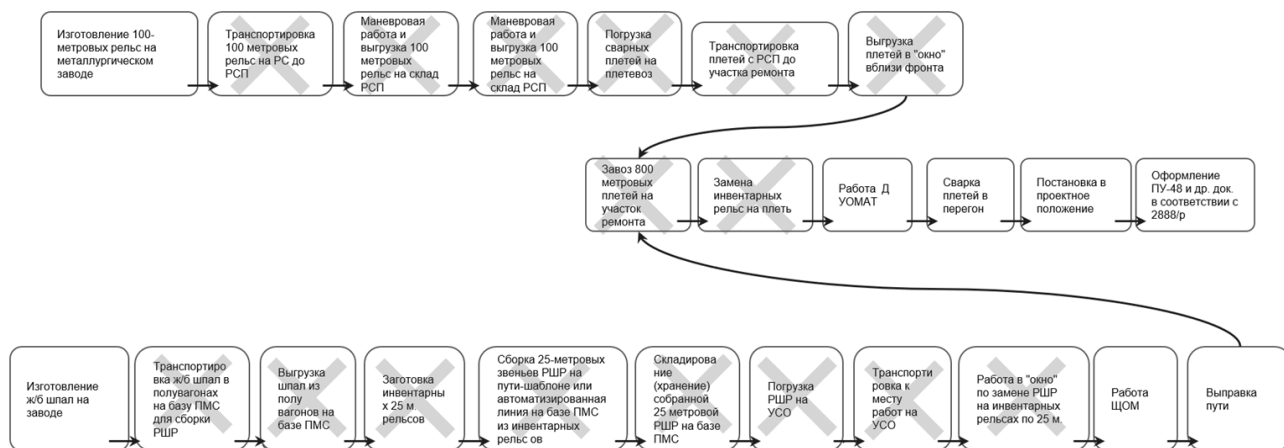 Изготовление 100-
метровых рельс на
металлургическом
заводе
Транспортировка
100 метровых
рельс на РС до
РСП
Маневровая
работа и
выгрузка 100
метровых
рельс на склад
РСП
Маневровая
работа и
выгрузка 100
метровых
рельс на
склад РСП
Погрузка
сварных
плетей на
плетевоз
Транспортировка
плетей с РСП до
участка ремонта
Выгрузка
плетей в "окно"
вблизи фронта
Завоз 800
метровых
плетей на
участок
ремонта
Замена
инвентарных
рельс на плеть
Работа Д
УОМАТ
Сварка
плетей в
перегон
Постановка в
проектное
положение
Оформление
ПУ-48 и др. док.
в соответствии с
2888/р
Изготовление
ж/б шпал на
заводе
Транспортиро
вка ж/б шпал в
полувагонах
на базу ПМС
для сборки
РШР
Выгрузка
шпал из
полу
вагонов на
базе ПМС
Заготовка
инвентарны
х 25 м.
рельсов
Сборка 25-метровых
звеньев РШР на
пути-шаблоне или
автоматизированная
линия на базе ПМС
из инвентарных
рельс ов
Складирова
ние
(хранение)
собранной
25 метровой
РШР на базе
ПМС
Погрузка
РШР на
УСО
Транспорти
ровка к
месту
работ на
УСО
Работа в "окно"
по замене РШР
на инвентарных
рельсах по 25 м.
Работа
ЩОМ
Выправка
пути